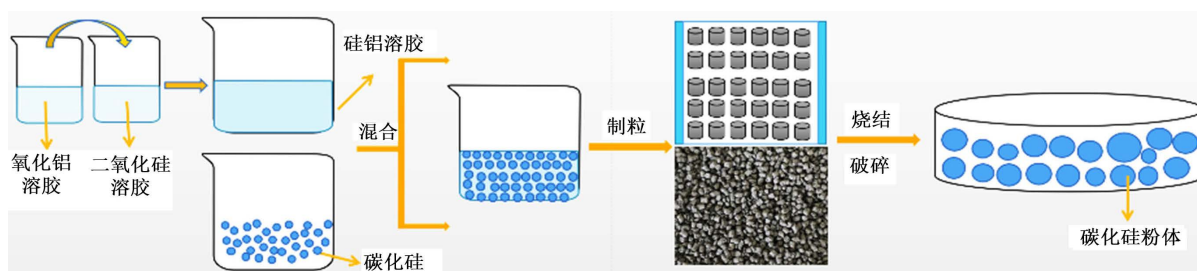 氧化铝
溶胶
二氧化硅
溶胶
硅铝溶胶
碳化硅
混合
制粒
烧结
破碎
碳化硅粉体